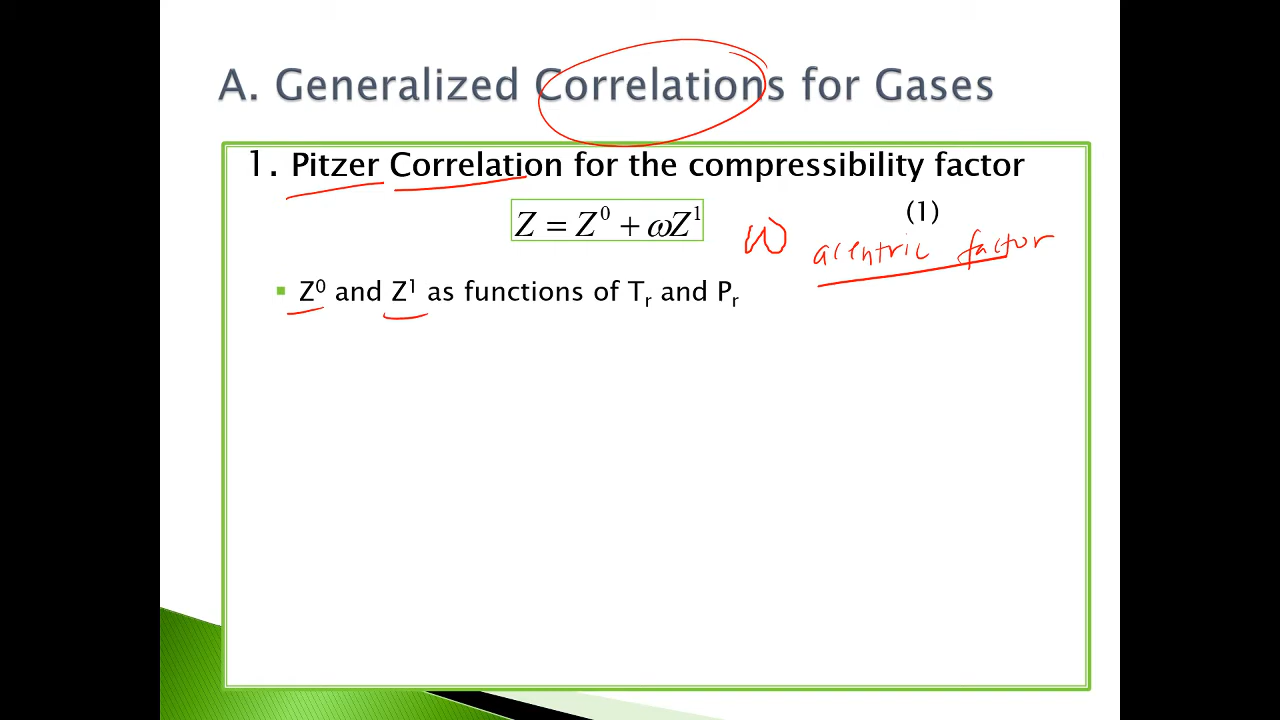 A. Generalized Correlations for Gases
1. Pitzer Correlation for the compressibility factor
Z = Z⁰ + ωZ¹ (1)
ω acentric factor
▪ Z⁰ and Z¹ as functions of Tᵣ and Pᵣ